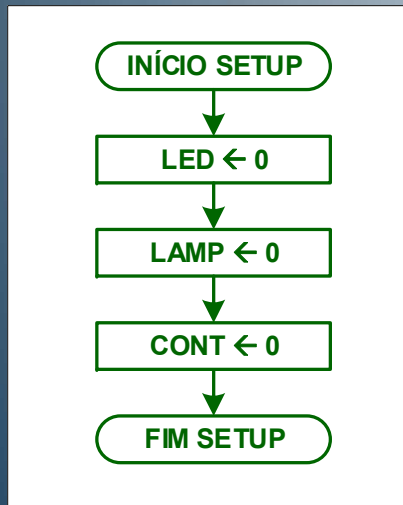 INÍCIO SETUP
LED ← 0
LAMP ← 0
CONT ← 0
FIM SETUP